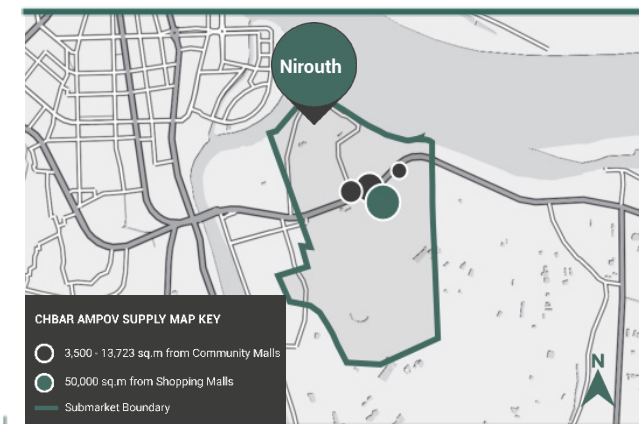 Nirouth
CHBAR AMPOV SUPPLY MAP KEY
3,500 - 13,723 sq.m from Community Malls
50,000 sq.m from Shopping Malls
Submarket Boundary
N